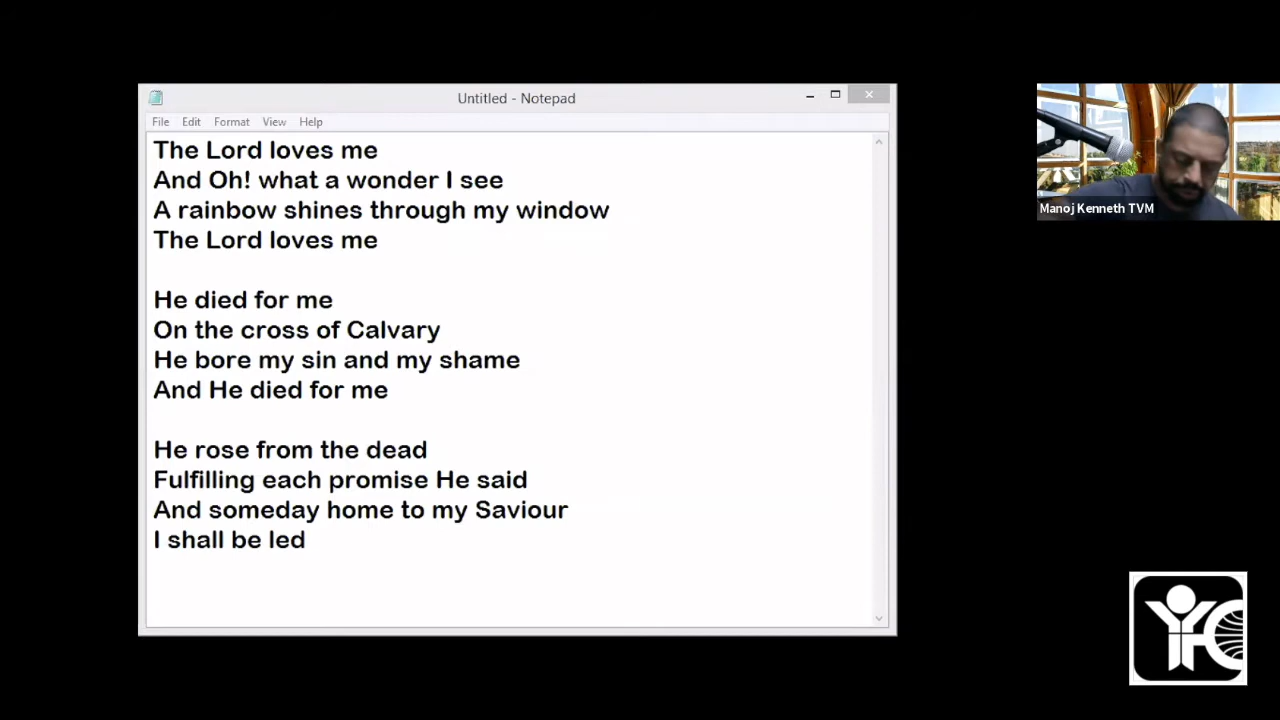 Untitled - Notepad
File Edit Format View Help
The Lord loves me
And Oh! what a wonder I see
A rainbow shines through my window
The Lord loves me
He died for me
On the cross of Calvary
He bore my sin and my shame
And He died for me
He rose from the dead
Fulfilling each promise He said
And someday home to my Saviour
I shall be led
Manoj Kenneth TVM
YFC